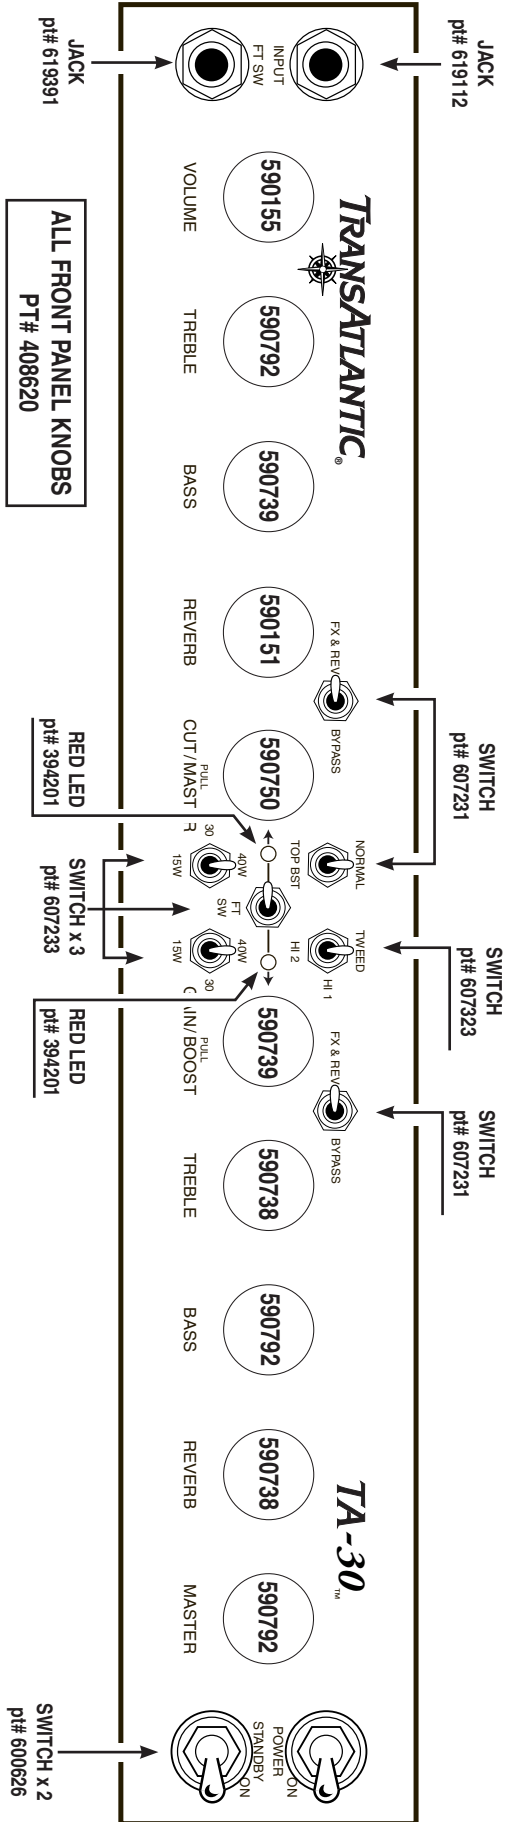 JACK
pt# 619112
SWITCH
pt# 607231
SWITCH
pt# 607323
SWITCH
pt# 607231
TRANSATLANTIC®
TA-30™
INPUT
FT SW
FX & REV
BYPASS
NORMAL
TOP BST
TWEED
HI 1
HI 2
FX & REV
BYPASS
POWER
ON
STANDBY
ON
590155
590792
590739
590151
590750
FT
SW
590739
590738
590792
590738
590792
VOLUME
TREBLE
BASS
REVERB
PULL
CUT/MAST R
40W
30
15W
40W
30
15W
PULL
G IN/BOOST
TREBLE
BASS
REVERB
MASTER
JACK
pt# 619391
ALL FRONT PANEL KNOBS
PT# 408620
RED LED
pt# 394201
SWITCH x 3
pt# 607233
RED LED
pt# 394201
SWITCH x 2
pt# 600626